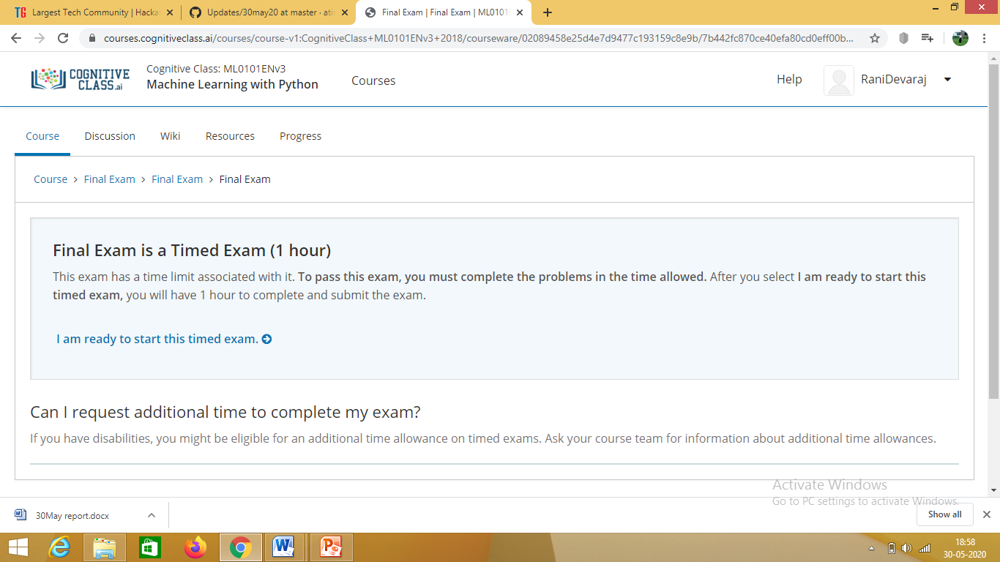 Largest Tech Community | Hacka
Updates/30may20 at master · ati
Final Exam | Final Exam | ML0101
courses.cognitiveclass.ai/courses/course-v1:CognitiveClass+ML0101ENv3+2018/courseware/02089458e25d4e7d9477c193159c8e9b/7b442fc870ce40efa80cd0eff00b...
COGNITIVE
CLASS.ai
Cognitive Class: ML0101ENv3
Machine Learning with Python
Courses
Help
RaniDevaraj
Course Discussion Wiki Resources Progress
Course > Final Exam > Final Exam > Final Exam
Final Exam is a Timed Exam (1 hour)
This exam has a time limit associated with it. To pass this exam, you must complete the problems in the time allowed. After you select I am ready to start this
timed exam, you will have 1 hour to complete and submit the exam.
I am ready to start this timed exam.
Can I request additional time to complete my exam?
If you have disabilities, you might be eligible for an additional time allowance on timed exams. Ask your course team for information about additional time allowances.
Activate Windows
Go to PC settings to activate Windows.
30May report.docx
Show all
18:58
30-05-2020